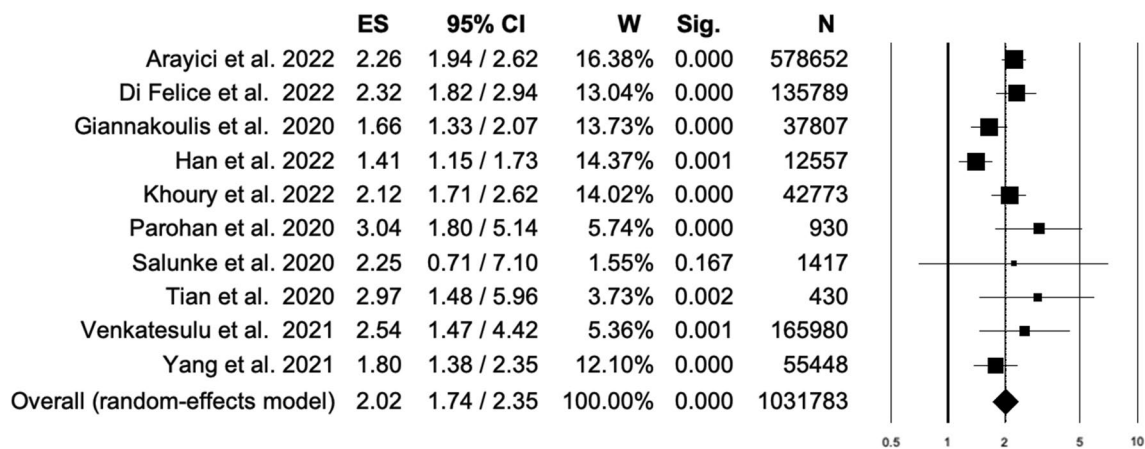 ES 95% CI W Sig. N
Arayici et al. 2022 2.26 1.94 / 2.62 16.38% 0.000 578652
Di Felice et al. 2022 2.32 1.82 / 2.94 13.04% 0.000 135789
Giannakoulis et al. 2020 1.66 1.33 / 2.07 13.73% 0.000 37807
Han et al. 2022 1.41 1.15 / 1.73 14.37% 0.001 12557
Khoury et al. 2022 2.12 1.71 / 2.62 14.02% 0.000 42773
Parohan et al. 2020 3.04 1.80 / 5.14 5.74% 0.000 930
Salunke et al. 2020 2.25 0.71 / 7.10 1.55% 0.167 1417
Tian et al. 2020 2.97 1.48 / 5.96 3.73% 0.002 430
Venkatesulu et al. 2021 2.54 1.47 / 4.42 5.36% 0.001 165980
Yang et al. 2021 1.80 1.38 / 2.35 12.10% 0.000 55448
Overall (random-effects model) 2.02 1.74 / 2.35 100.00% 0.000 1031783
0.5 1 2 5 10